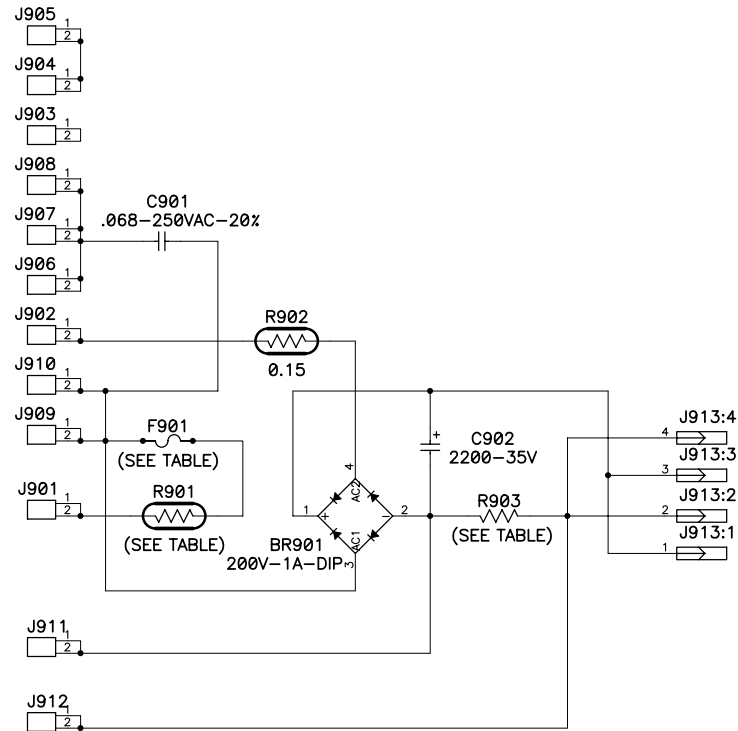 J905
1
2
J904
1
2
J903
1
2
J908
1
2
C901
.068-250VAC-20%
J907
1
2
J906
1
2
J902
1
2
R902
0.15
J910
1
2
J909
1
2
F901
(SEE TABLE)
J901
1
2
R901
(SEE TABLE)
+
C902
2200-35V
4
AC2
1
+
-
2
AC1
3
BR901
200V-1A-DIP
R903
(SEE TABLE)
J913:4
4
J913:3
3
J913:2
2
J913:1
1
J911
1
2
J912
1
2